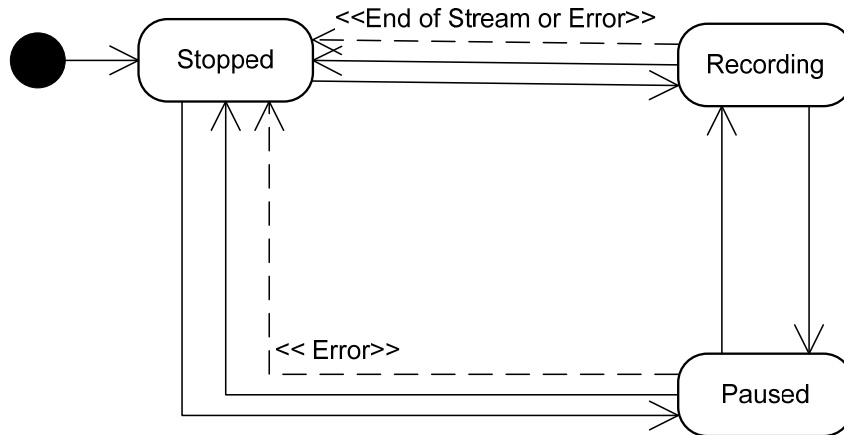 <<End of Stream or Error>>
Stopped
Recording
<< Error>>
Paused